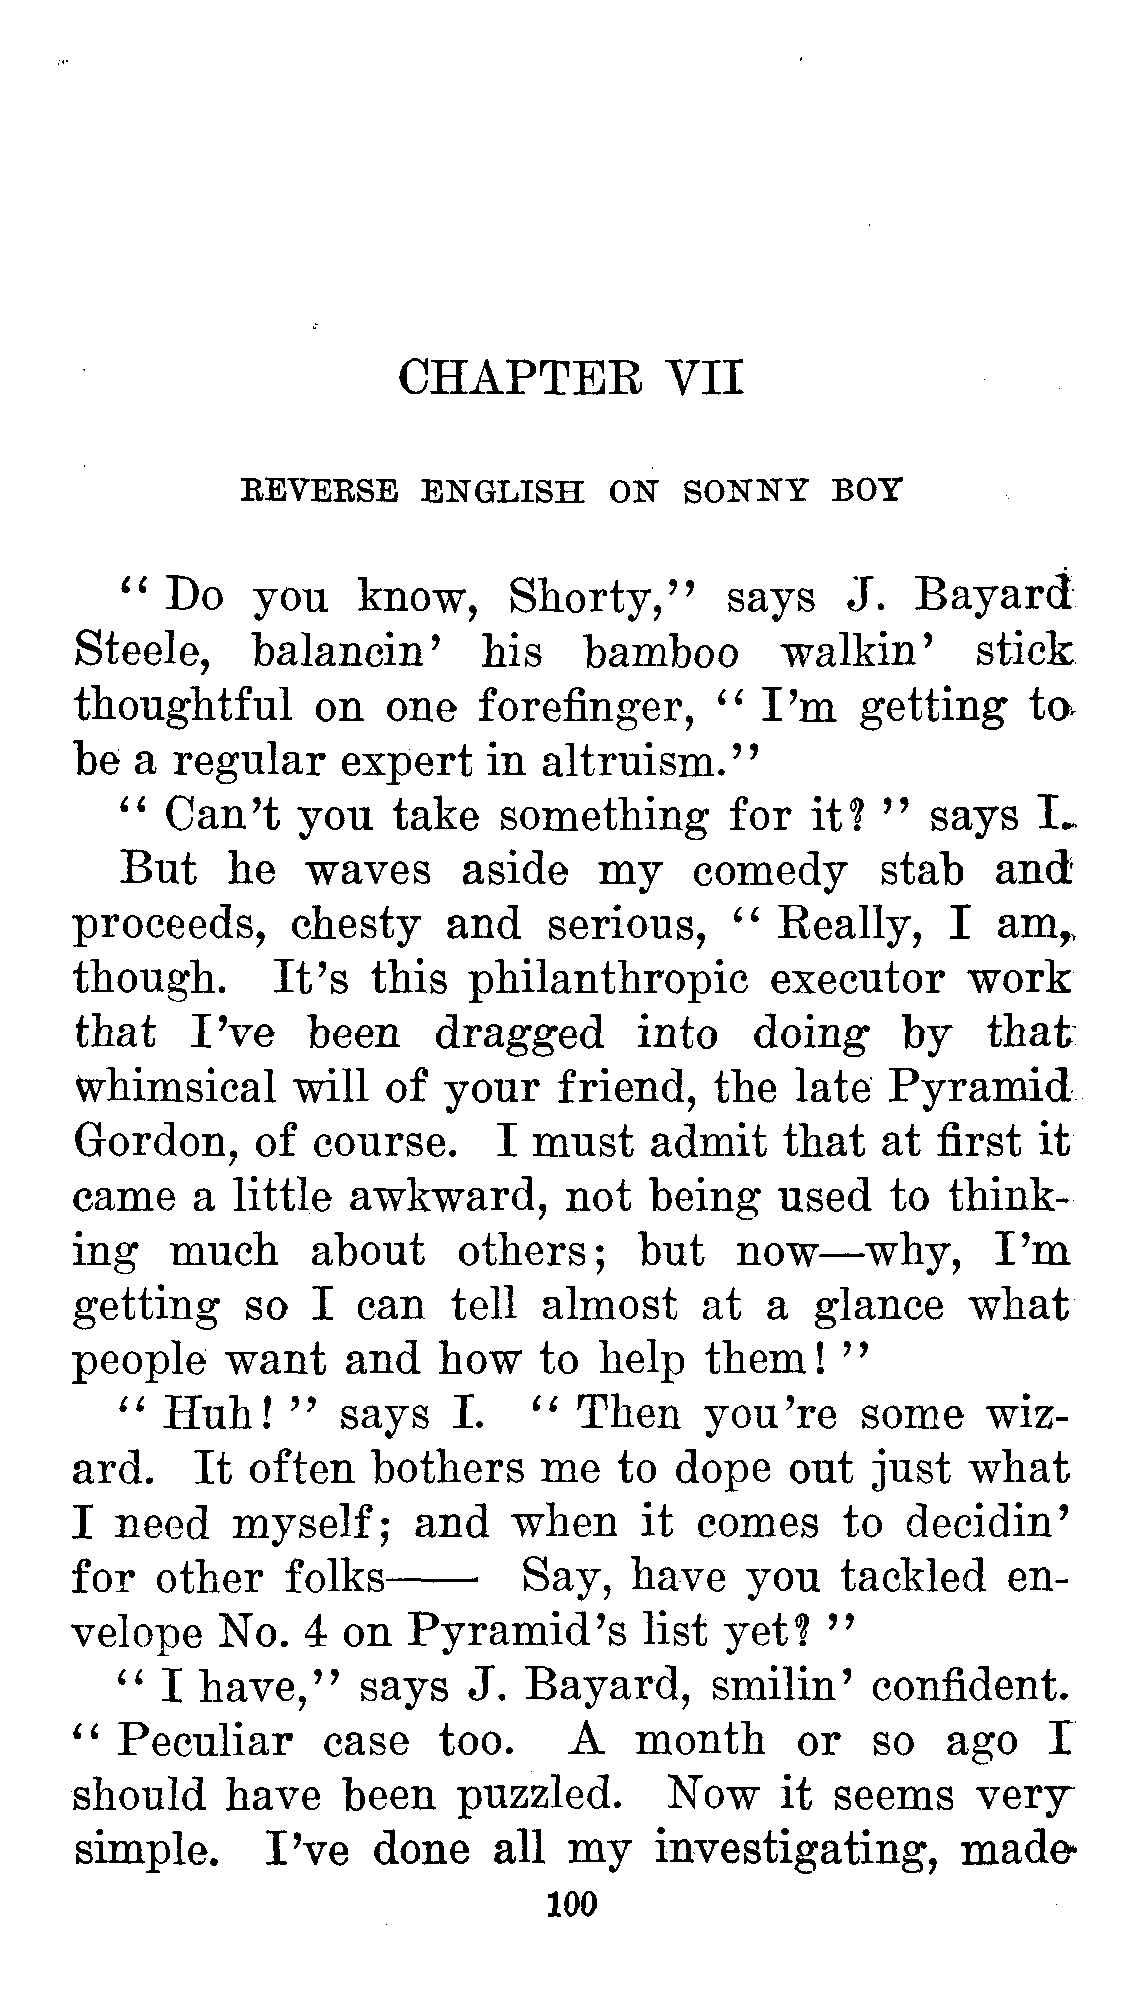 CHAPTER VII
REVERSE ENGLISH ON SONNY BOY
“ Do you know, Shorty,” says J. Bayard
Steele, balancin’ his bamboo walkin’ stick
thoughtful on one forefinger, “ I’m getting to
be a regular expert in altruism.”
“ Can’t you take something for it? ” says I.
But he waves aside my comedy stab and
proceeds, chesty and serious, “ Really, I am,
though. It’s this philanthropic executor work
that I’ve been dragged into doing by that
whimsical will of your friend, the late Pyramid
Gordon, of course. I must admit that at first it
came a little awkward, not being used to think-
ing much about others; but now—why, I’m
getting so I can tell almost at a glance what
people want and how to help them! ”
“ Huh! ” says I. “ Then you’re some wiz-
ard. It often bothers me to dope out just what
I need myself; and when it comes to decidin’
for other folks—— Say, have you tackled en-
velope No. 4 on Pyramid’s list yet? ”
“ I have,” says J. Bayard, smilin’ confident.
“ Peculiar case too. A month or so ago I
should have been puzzled. Now it seems very
simple. I’ve done all my investigating, made
100